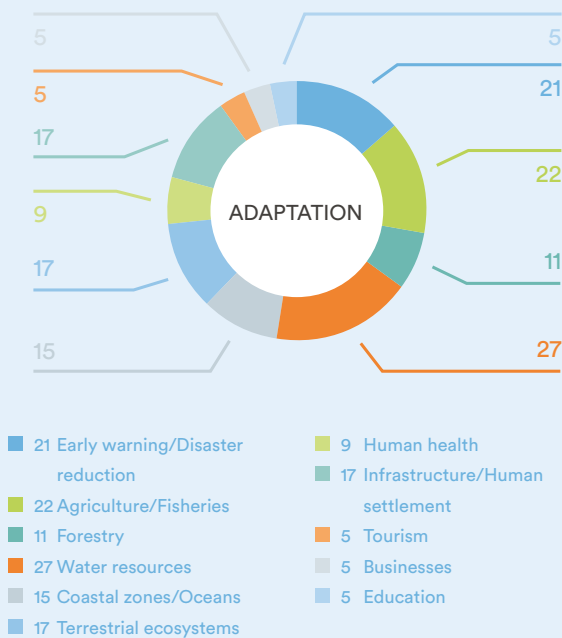 5
5
5
21
17
22
9
ADAPTATION
17
11
15
27
21 Early warning/Disaster
reduction
22 Agriculture/Fisheries
11 Forestry
27 Water resources
15 Coastal zones/Oceans
17 Terrestrial ecosystems
9 Human health
17 Infrastructure/Human
settlement
5 Tourism
5 Businesses
5 Education